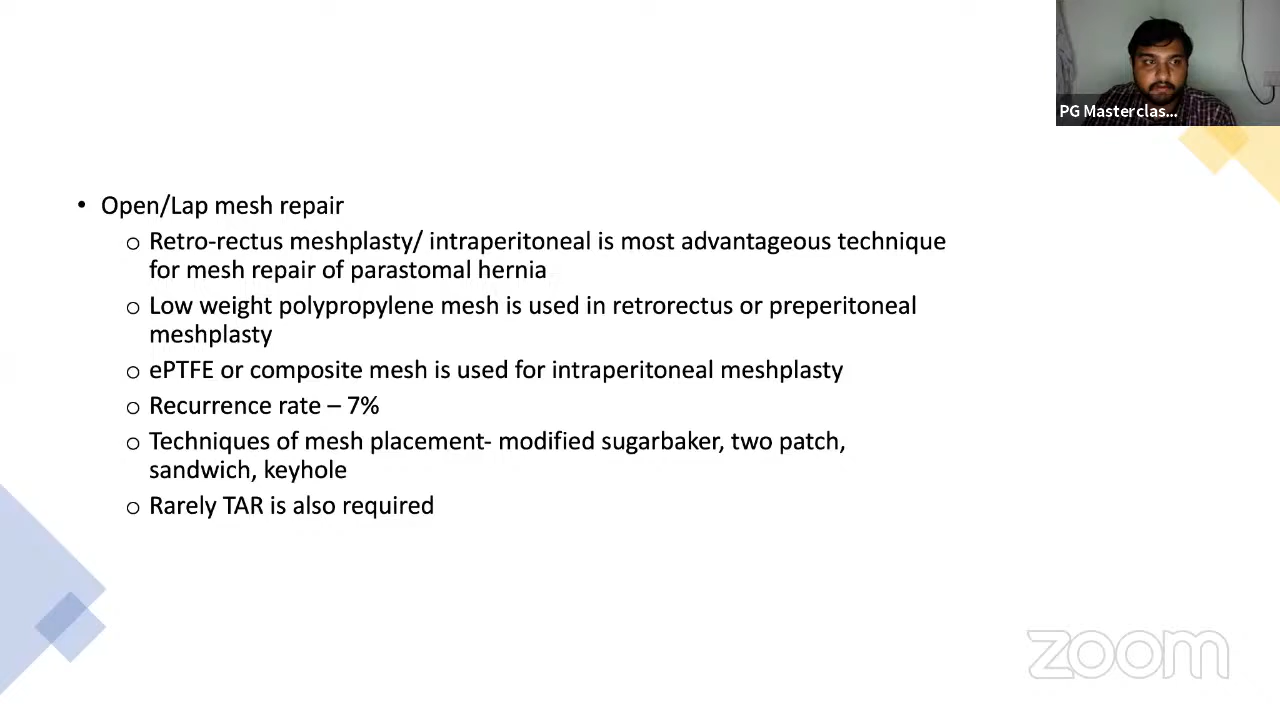 PG Masterclas...
• Open/Lap mesh repair
o Retro-rectus meshplasty/ intraperitoneal is most advantageous technique
for mesh repair of parastomal hernia
o Low weight polypropylene mesh is used in retrorectus or preperitoneal
meshplasty
o ePTFE or composite mesh is used for intraperitoneal meshplasty
o Recurrence rate – 7%
o Techniques of mesh placement- modified sugarbaker, two patch,
sandwich, keyhole
o Rarely TAR is also required
zoom